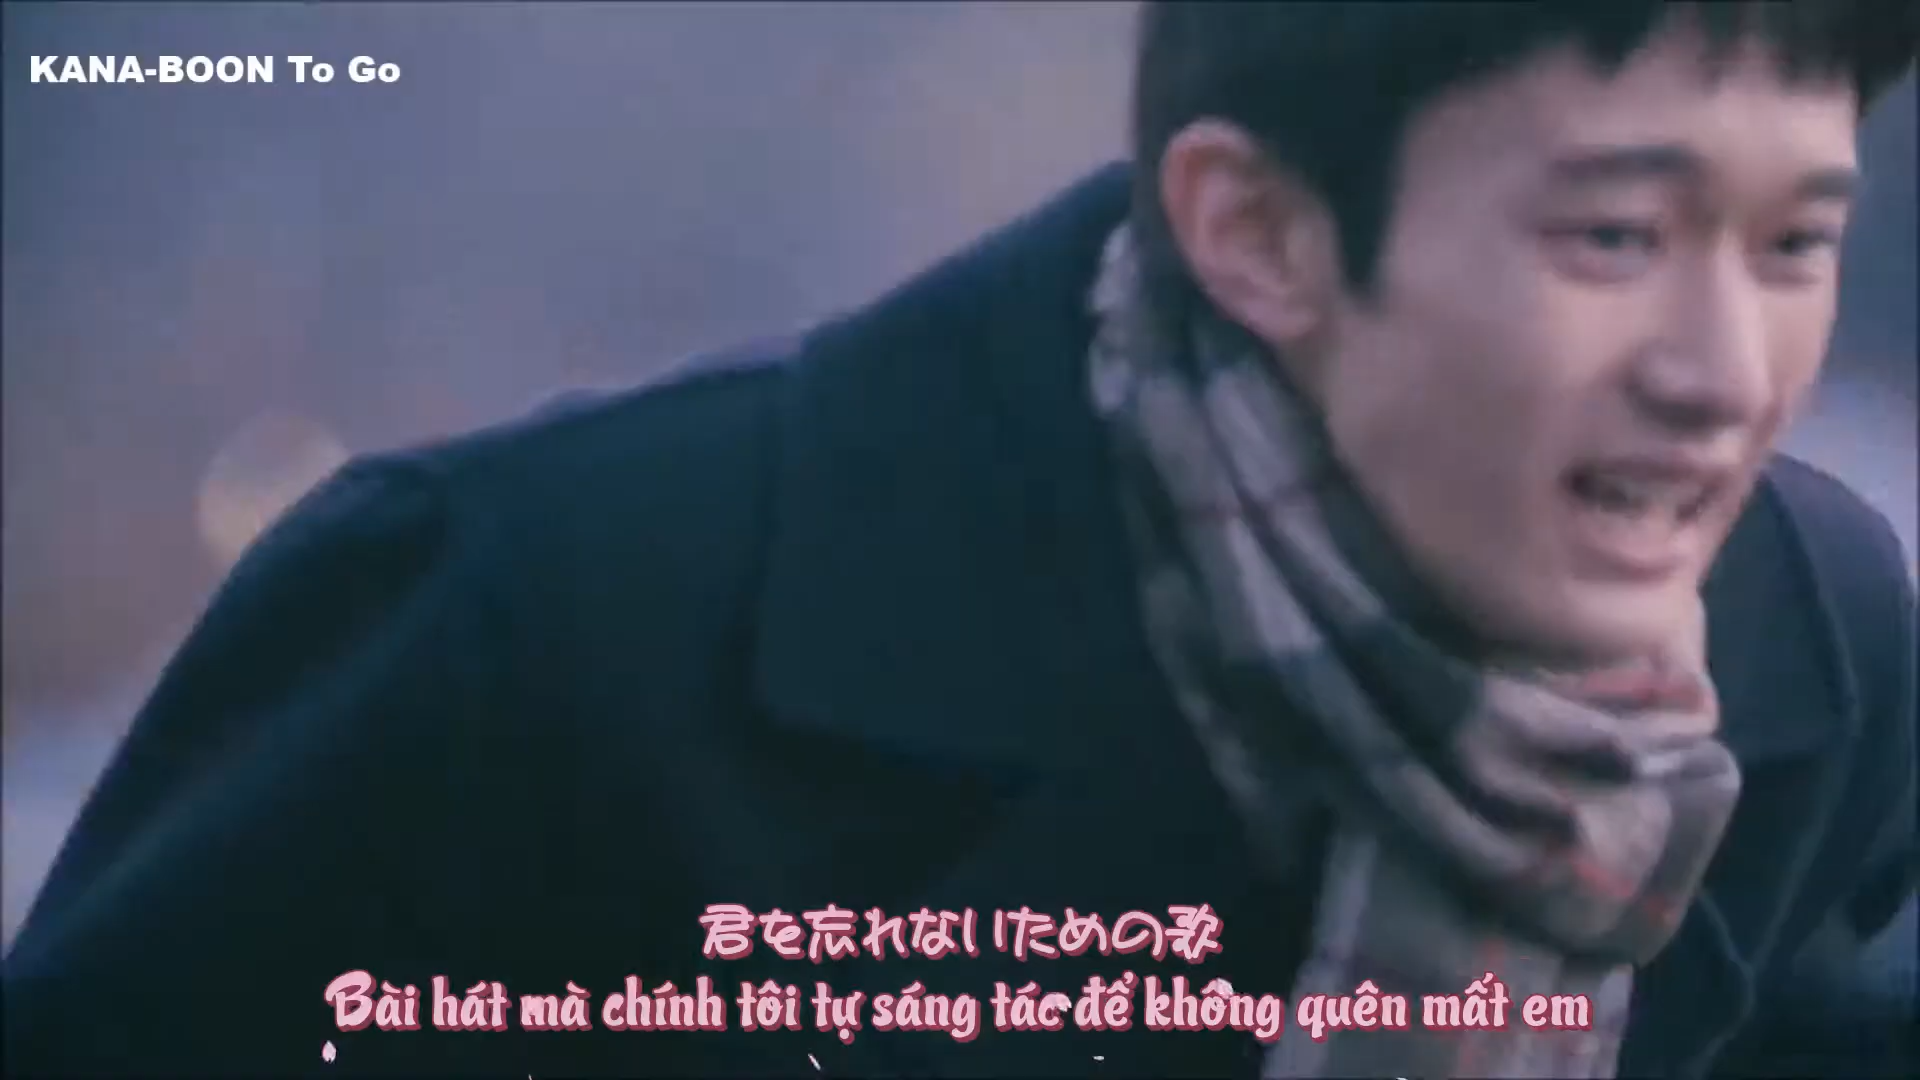 KANA-BOON To Go
君を忘れないための歌
Bài hát mà chính tôi tự sáng tác để không quên mất em